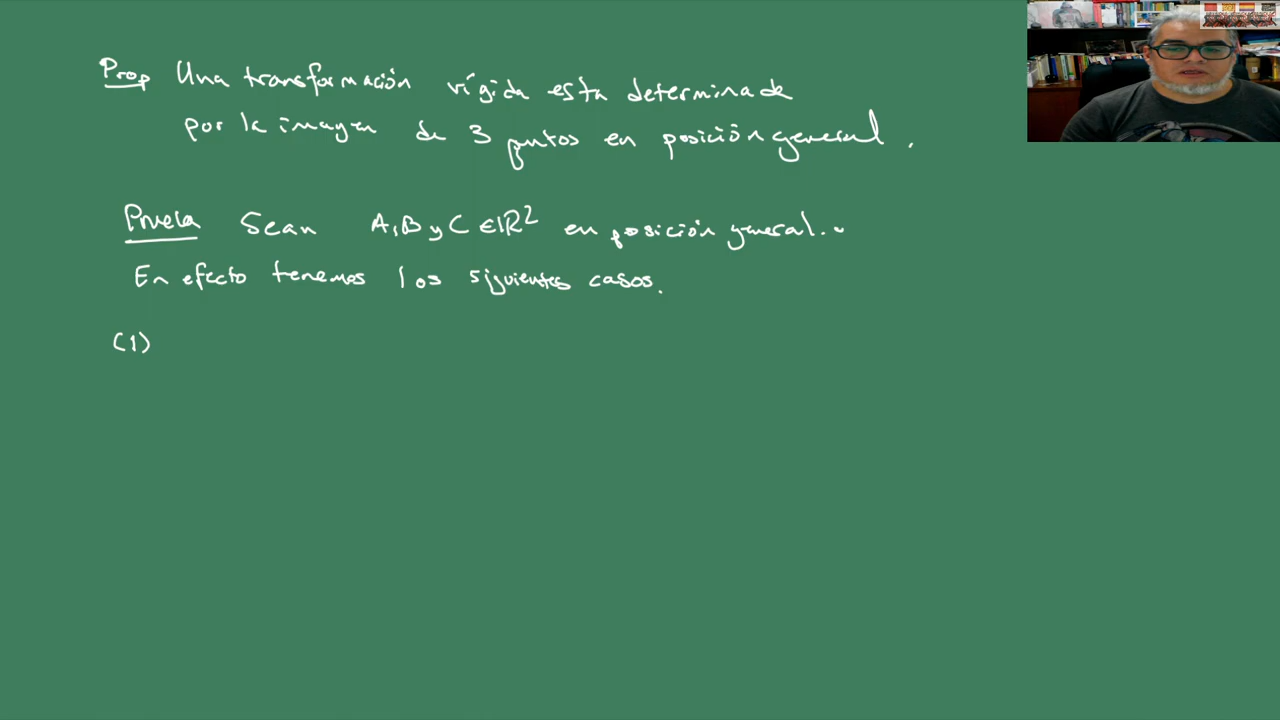 Prop Una transformación rígida esta determinada
por la imagen de 3 puntos en posición general.
Prueba Sean A, B y C ∈ ℝ² en posición general.
En efecto tenemos los siguientes casos.
(1)